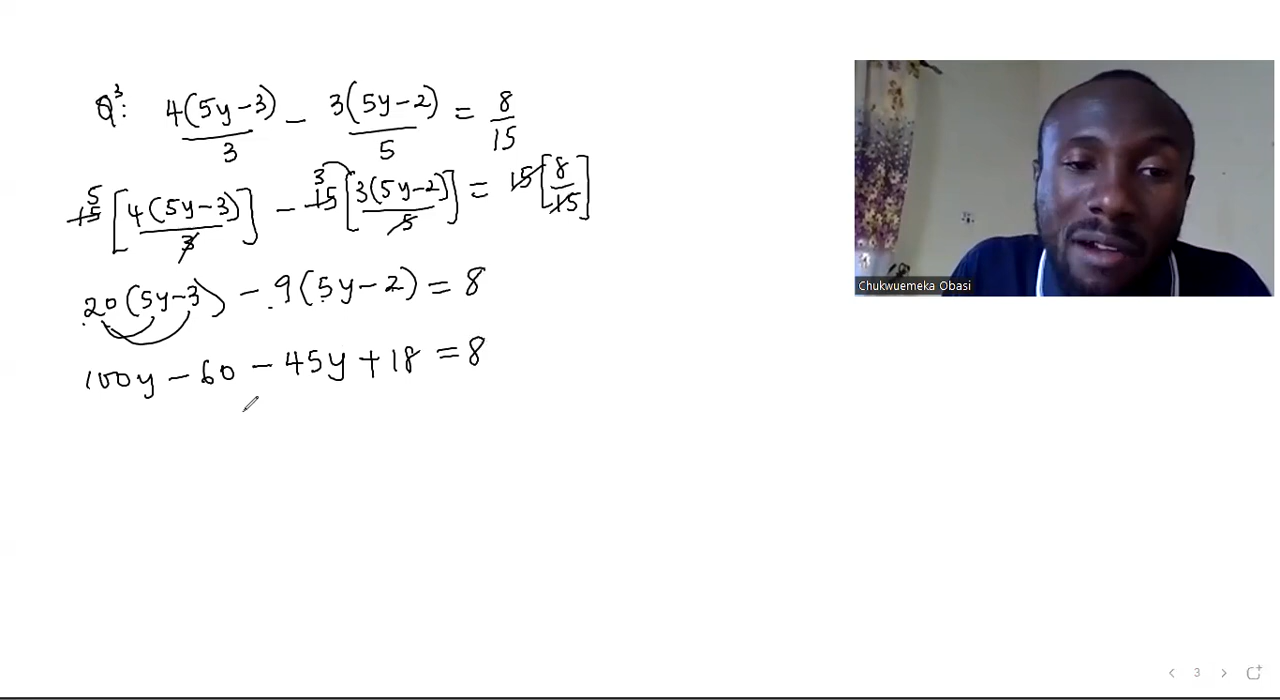 Q3: 4(5y-3)/3 - 3(5y-2)/5 = 8/15
5 15 [4(5y-3)/3] - 3 15 [3(5y-2)/5] = 15 [8/15]
20(5y-3) - 9(5y-2) = 8
100y - 60 - 45y + 18 = 8
Chukwuemeka Obasi
3